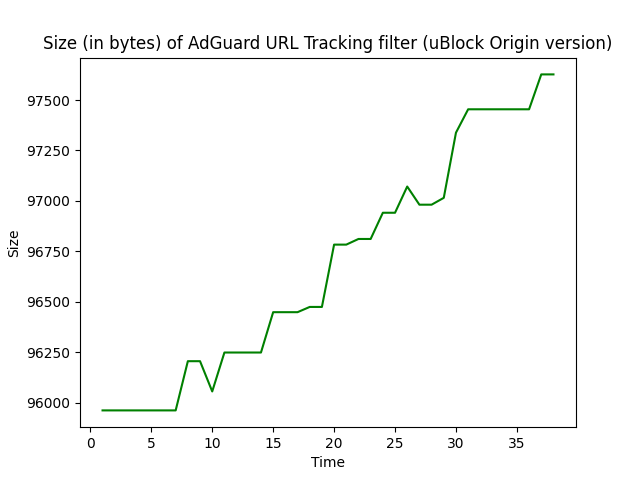 Size (in bytes) of AdGuard URL Tracking filter (uBlock Origin version)
97500
97250
97000
96750
96500
96250
96000
Size
0 5 10 15 20 25 30 35
Time